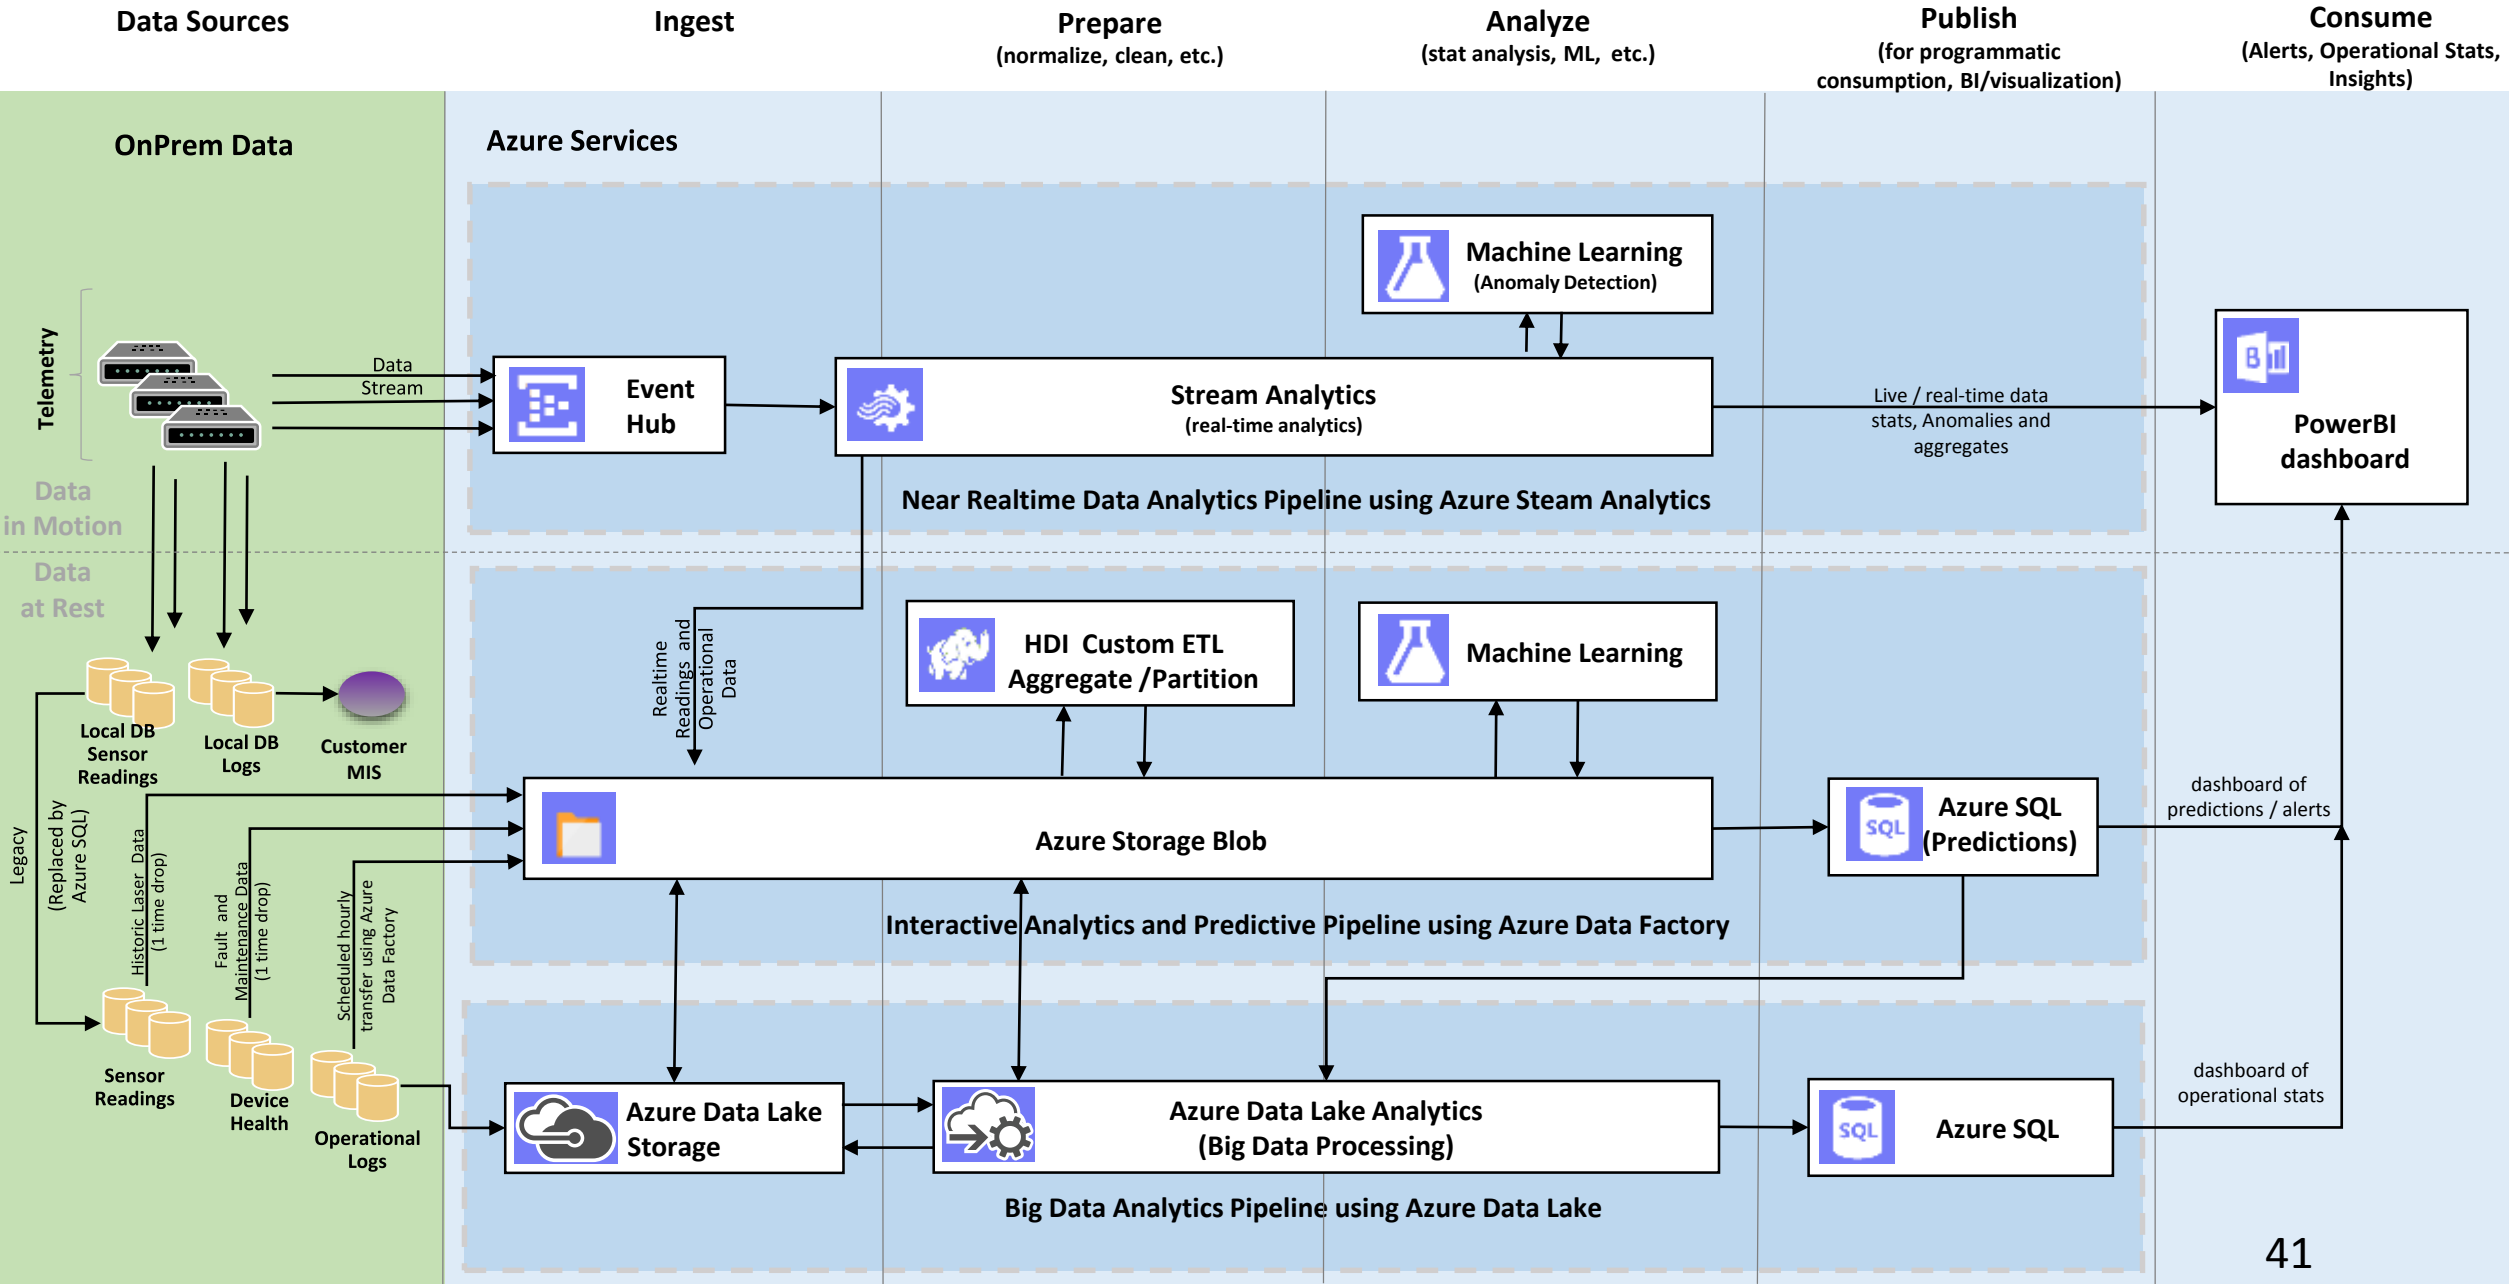 Data Sources
Ingest
Prepare
(normalize, clean, etc.)
Analyze
(stat analysis, ML, etc.)
Publish
(for programmatic
consumption, BI/visualization)
Consume
(Alerts, Operational Stats,
Insights)
OnPrem Data
Azure Services
Telemetry
Data
Stream
Event
Hub
Machine Learning
(Anomaly Detection)
Stream Analytics
(real-time analytics)
Live / real-time data
stats, Anomalies and
aggregates
B
PowerBI
dashboard
Near Realtime Data Analytics Pipeline using Azure Steam Analytics
Data
in Motion
Data
at Rest
Local DB
Sensor
Readings
Local DB
Logs
Customer
MIS
Realtime
Readings and
Operational
Data
HDI Custom ETL
Aggregate /Partition
Machine Learning
Azure Storage Blob
SQL
Azure SQL
(Predictions)
dashboard of
predictions / alerts
Interactive Analytics and Predictive Pipeline using Azure Data Factory
Legacy
(Replaced by
Azure SQL)
Historic Laser Data
(1 time drop)
Fault and
Maintenance Data
(1 time drop)
Scheduled hourly
transfer using Azure
Data Factory
Sensor
Readings
Device
Health
Operational
Logs
Azure Data Lake
Storage
Azure Data Lake Analytics
(Big Data Processing)
SQL
Azure SQL
dashboard of
operational stats
Big Data Analytics Pipeline using Azure Data Lake
41